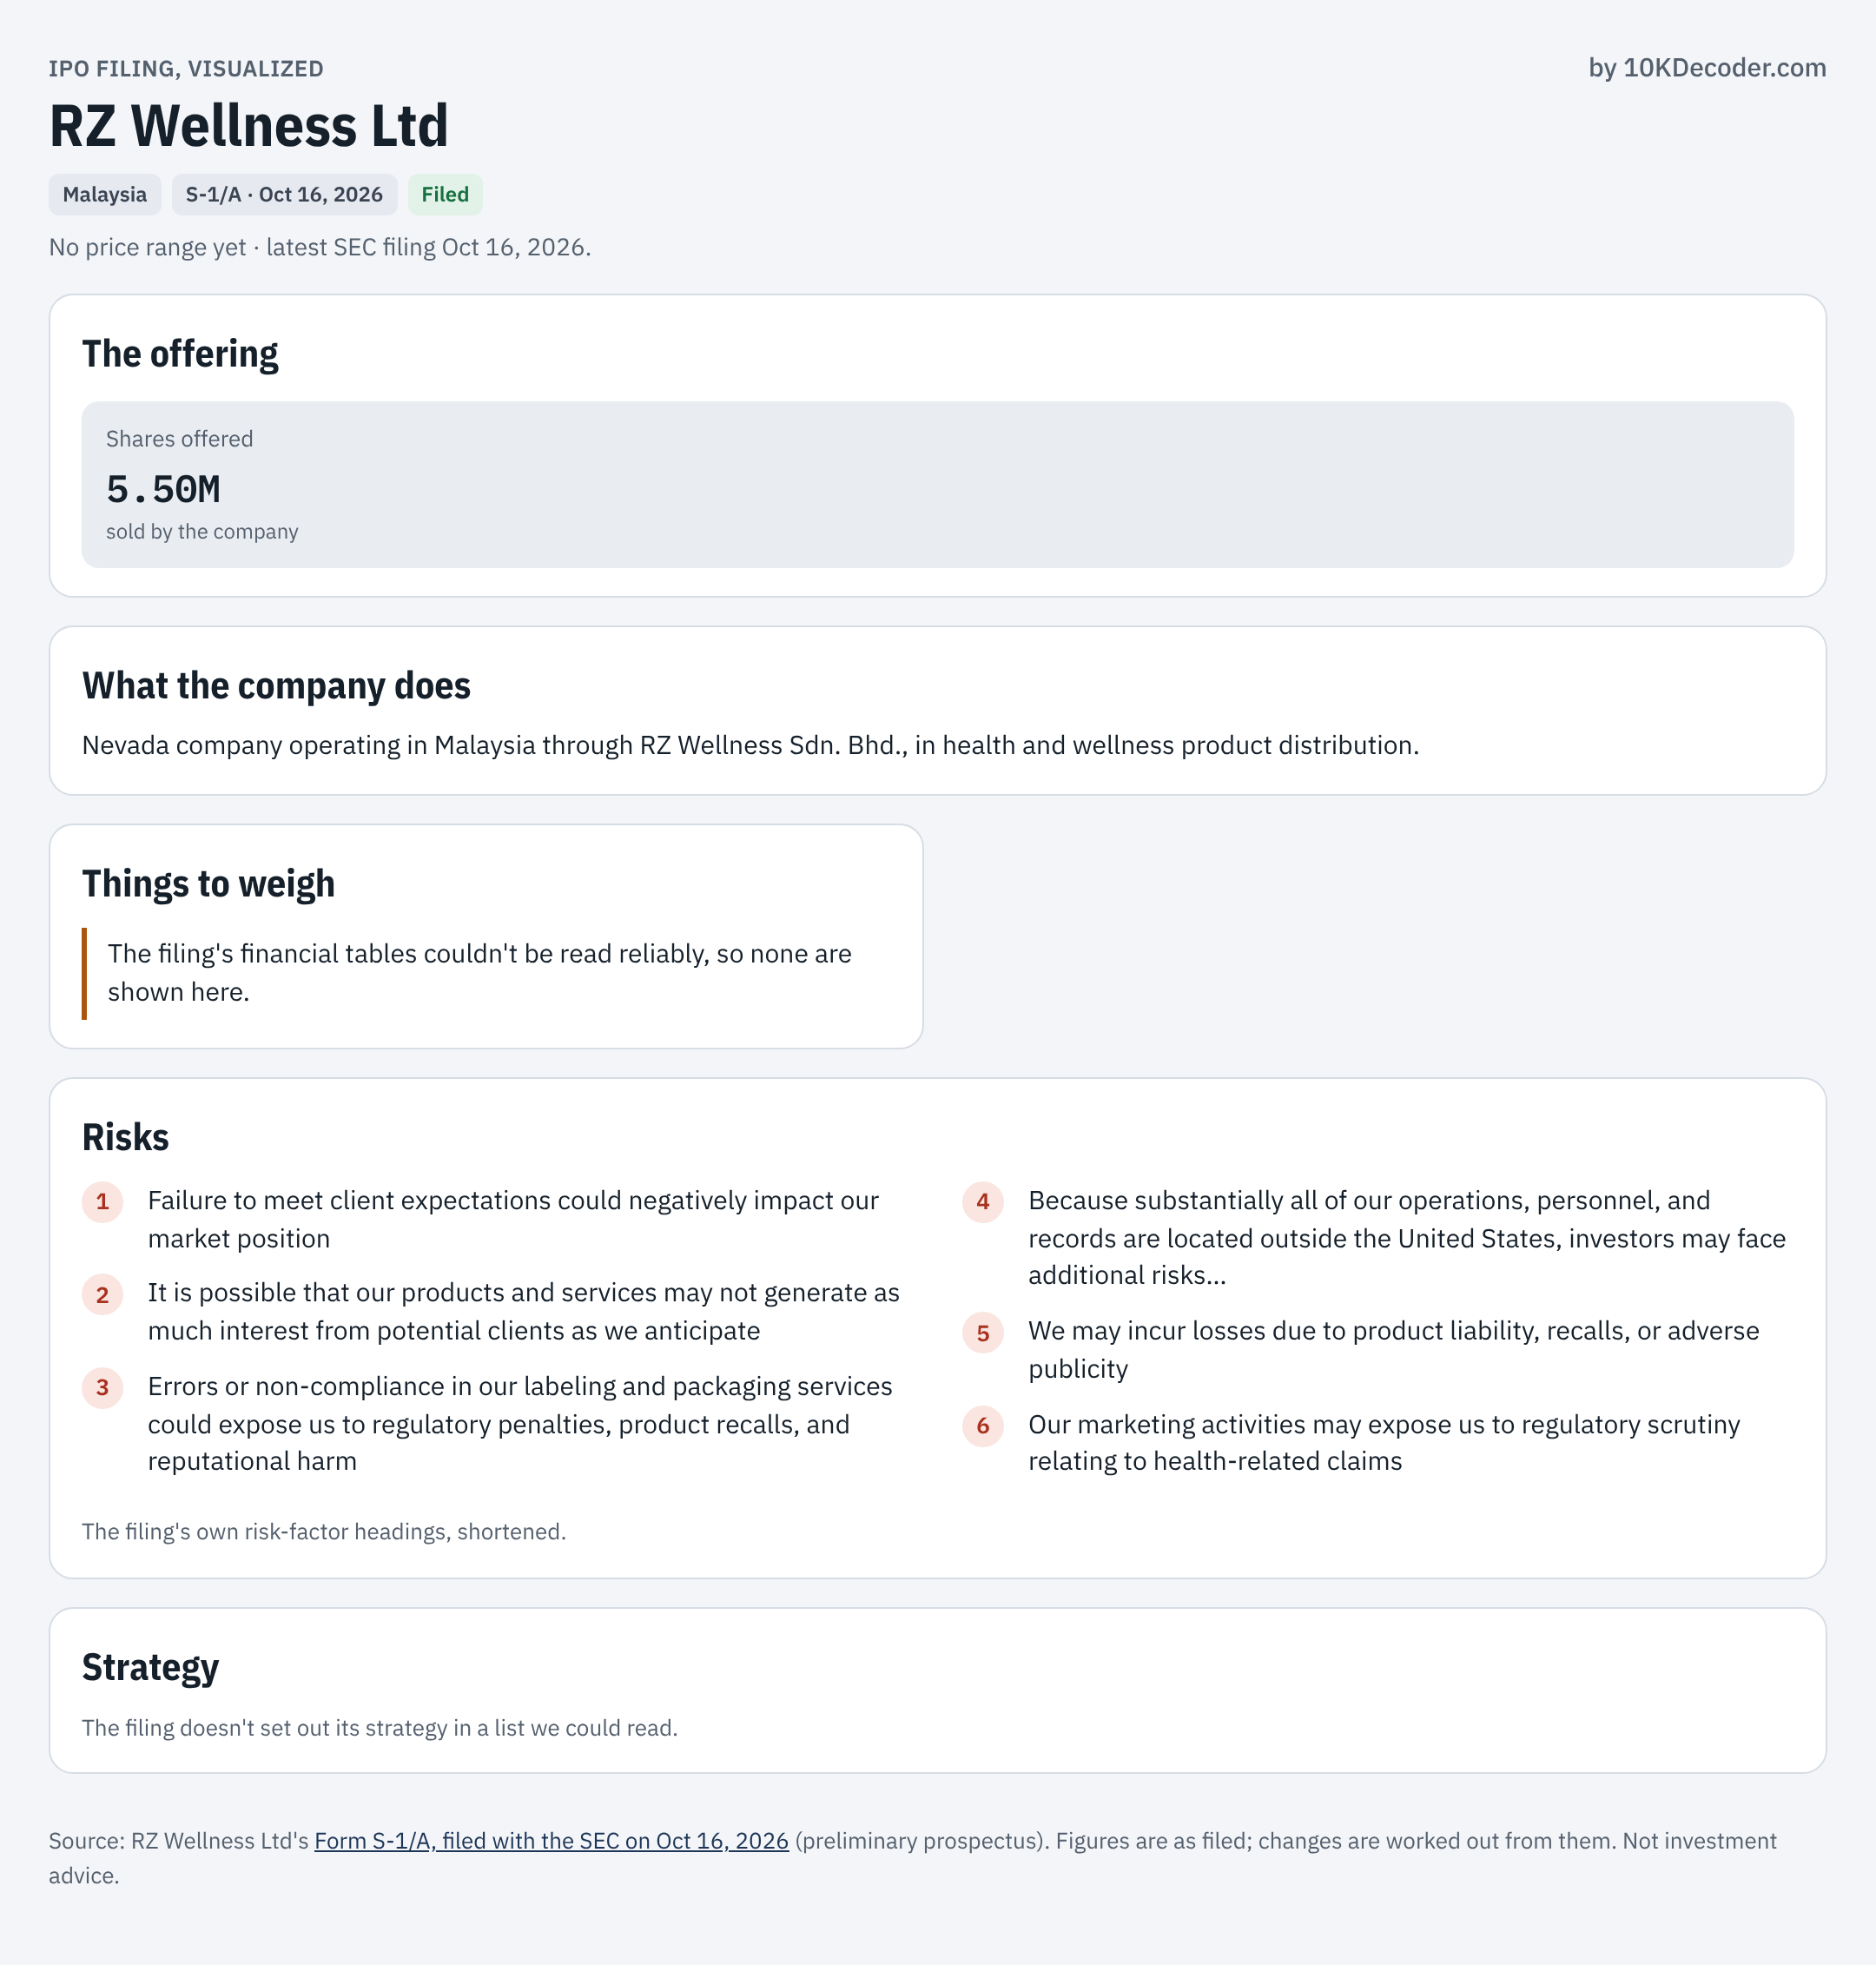 IPO FILING, VISUALIZED
by 10KDecoder.com
RZ Wellness Ltd
Malaysia
S-1/A · Oct 16, 2026
Filed
No price range yet · latest SEC filing Oct 16, 2026.
The offering
Shares offered
5.50M
sold by the company
What the company does
Nevada company operating in Malaysia through RZ Wellness Sdn. Bhd., in health and wellness product distribution.
Things to weigh
The filing's financial tables couldn't be read reliably, so none are
shown here.
Risks
1
Failure to meet client expectations could negatively impact our
market position
2
It is possible that our products and services may not generate as
much interest from potential clients as we anticipate
3
Errors or non-compliance in our labeling and packaging services
could expose us to regulatory penalties, product recalls, and
reputational harm
4
Because substantially all of our operations, personnel, and
records are located outside the United States, investors may face
additional risks...
5
We may incur losses due to product liability, recalls, or adverse
publicity
6
Our marketing activities may expose us to regulatory scrutiny
relating to health-related claims
The filing's own risk-factor headings, shortened.
Strategy
The filing doesn't set out its strategy in a list we could read.
Source: RZ Wellness Ltd's Form S-1/A, filed with the SEC on Oct 16, 2026 (preliminary prospectus). Figures are as filed; changes are worked out from them. Not investment
advice.